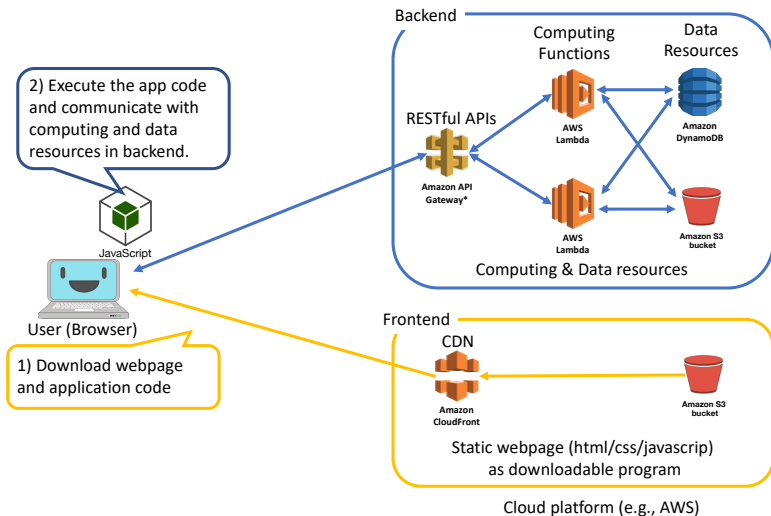 Backend
Computing
Functions
Data
Resources
2) Execute the app code
and communicate with
computing and data
resources in backend.
RESTful APIs
AWS
Lambda
Amazon
DynamoDB
Amazon API
Gateway*
JavaScript
AWS
Lambda
Amazon S3
bucket
Computing & Data resources
User (Browser)
Frontend
1) Download webpage
and application code
CDN
Amazon
CloudFront
Amazon S3
bucket
Static webpage (html/css/javascrip)
as downloadable program
Cloud platform (e.g., AWS)